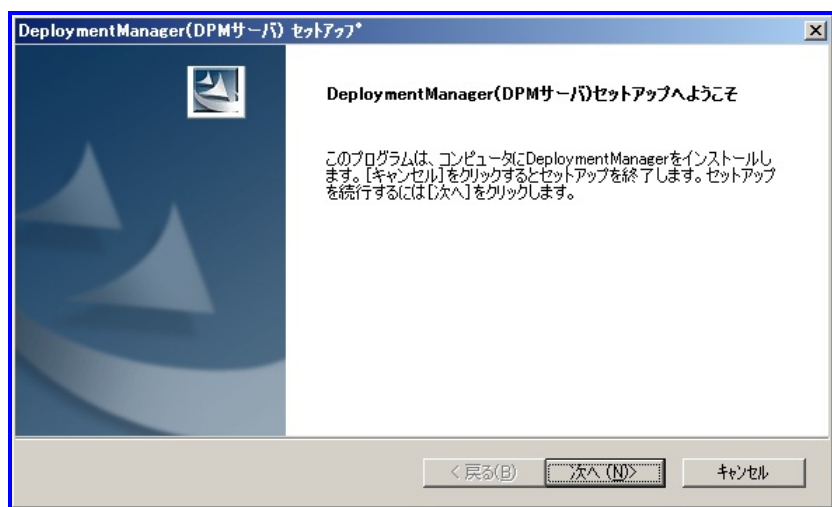 DeploymentManager(DPMサーバ) セットアップ
DeploymentManager(DPMサーバ)セットアップへようこそ
このプログラムは、コンピュータにDeploymentManagerをインストールし
ます。[キャンセル]をクリックするとセットアップを終了します。セットアップ
を続行するには[次へ]をクリックします。
< 戻る(B)
次へ (N)>
キャンセル